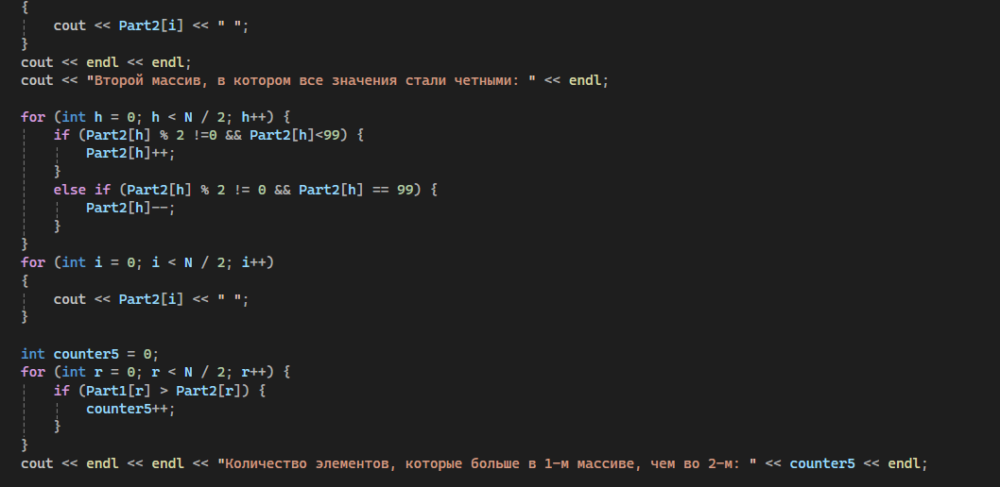 {
    cout << Part2[i] << " ";
}
cout << endl << endl;
cout << "Второй массив, в котором все значения стали четными: " << endl;
for (int h = 0; h < N / 2; h++) {
    if (Part2[h] % 2 !=0 && Part2[h]<99) {
        Part2[h]++;
    }
    else if (Part2[h] % 2 != 0 && Part2[h] == 99) {
        Part2[h]--;
    }
}
for (int i = 0; i < N / 2; i++)
{
    cout << Part2[i] << " ";
}
int counter5 = 0;
for (int r = 0; r < N / 2; r++) {
    if (Part1[r] > Part2[r]) {
        counter5++;
    }
}
cout << endl << endl << "Количество элементов, которые больше в 1-м массиве, чем во 2-м: " << counter5 << endl;